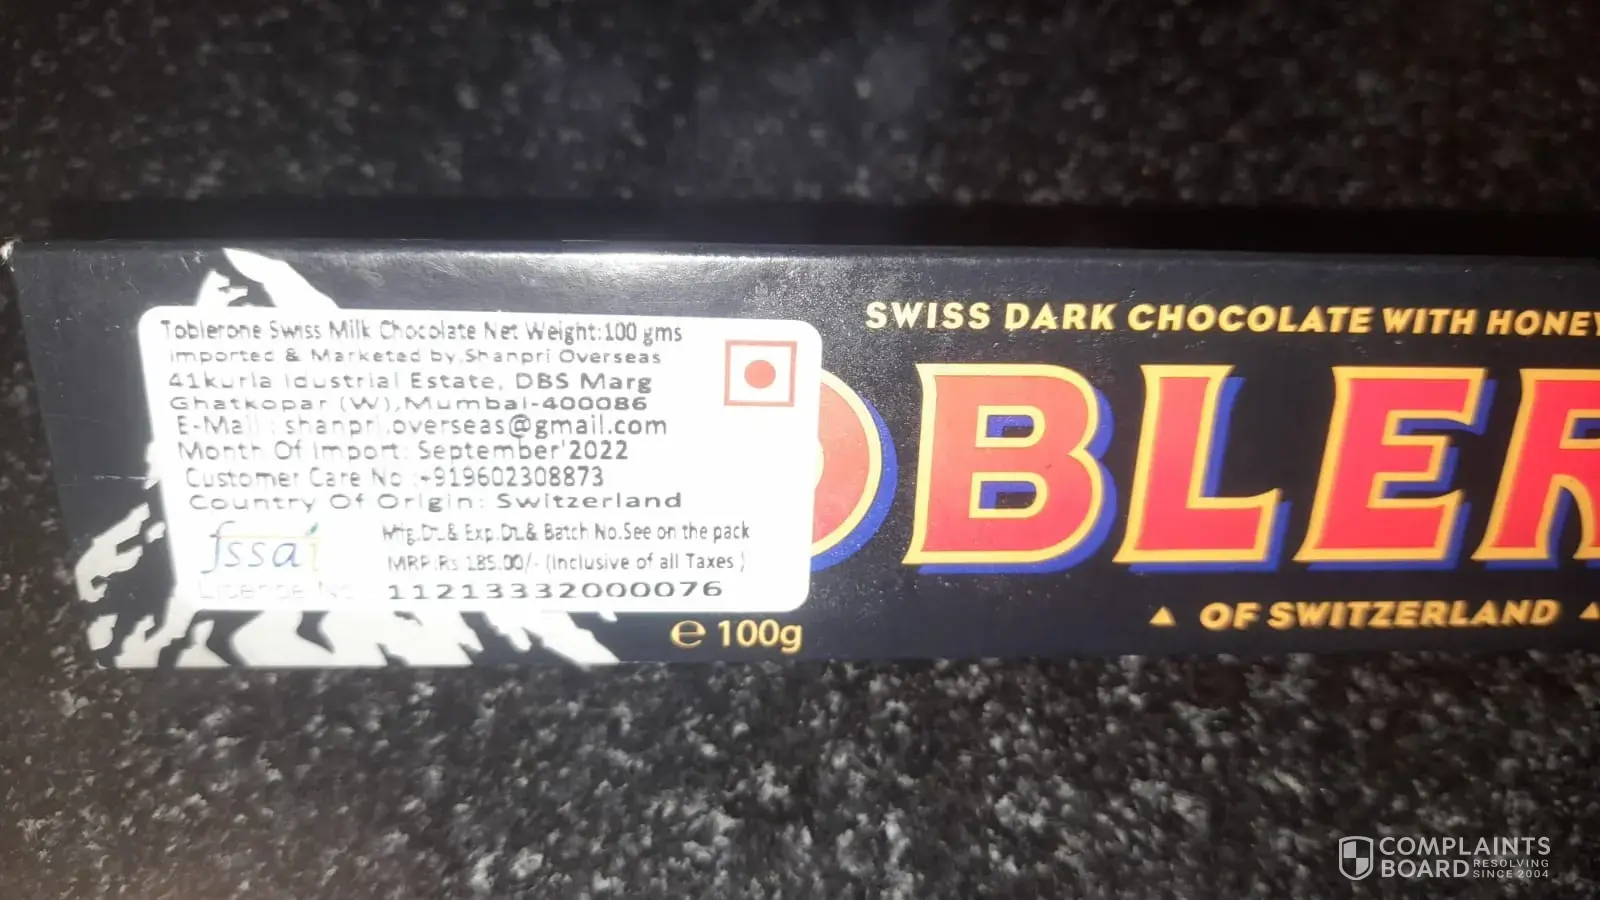 Toblerone Swiss Milk Chocolate Net Weight:100 gms
Imported & Marketed by.Shanpri Overseas
41kurla Idustrial Estate, DBS Marg
Ghatkopar (W),Mumbai-400086
E-Mail : shanpri.overseas@gmail.com
Month Of Import: September'2022
Customer Care No :+919602308873
Country Of Origin: Switzerland
fssai
Mfg.Dt.& Exp.Dt.& Batch No.See on the pack
MRP:Rs 185.00/- (Inclusive of all Taxes )
Licence No. 11213332000076
e 100g
SWISS DARK CHOCOLATE WITH HONEY
OBLER
OF SWITZERLAND
COMPLAINTS
BOARD RESOLVING
SINCE 2004